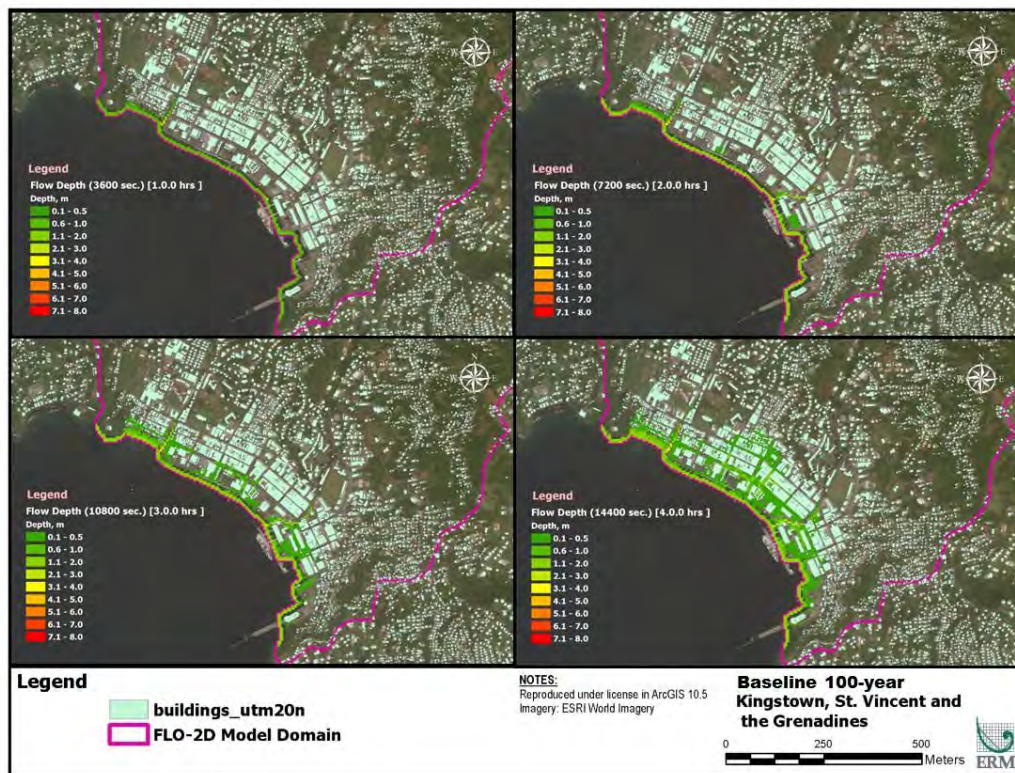 Legend
Flow Depth (3600 sec.) [1.0.0 hrs ]
Depth, m
0.1 - 0.5
0.6 - 1.0
1.1 - 2.0
2.1 - 3.0
3.1 - 4.0
4.1 - 5.0
5.1 - 6.0
6.1 - 7.0
7.1 - 8.0
W E
Legend
Flow Depth (7200 sec.) [2.0.0 hrs ]
Depth, m
0.1 - 0.5
0.6 - 1.0
1.1 - 2.0
2.1 - 3.0
3.1 - 4.0
4.1 - 5.0
5.1 - 6.0
6.1 - 7.0
7.1 - 8.0
W E
Legend
Flow Depth (10800 sec.) [3.0.0 hrs ]
Depth, m
0.1 - 0.5
0.6 - 1.0
1.1 - 2.0
2.1 - 3.0
3.1 - 4.0
4.1 - 5.0
5.1 - 6.0
6.1 - 7.0
7.1 - 8.0
W E
Legend
Flow Depth (14400 sec.) [4.0.0 hrs ]
Depth, m
0.1 - 0.5
0.6 - 1.0
1.1 - 2.0
2.1 - 3.0
3.1 - 4.0
4.1 - 5.0
5.1 - 6.0
6.1 - 7.0
7.1 - 8.0
W E
Legend
buildings_utm20n
FLO-2D Model Domain
NOTES:
Reproduced under license in ArcGIS 10.5
Imagery: ESRI World Imagery
Baseline 100-year
Kingstown, St. Vincent and
the Grenadines
0 250 500
Meters
ERM